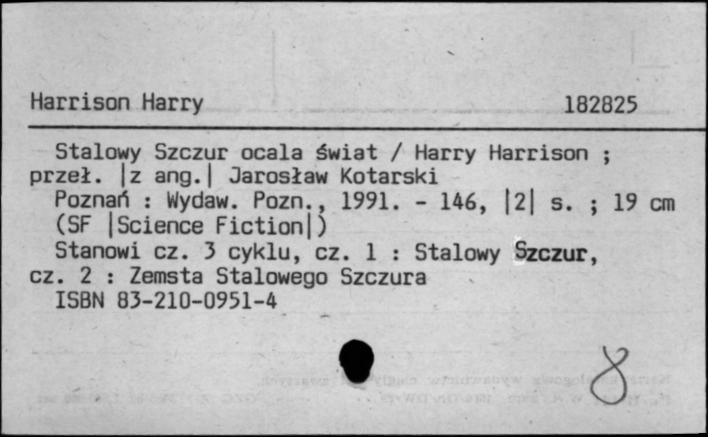 Harrison Harry 182825
Stalowy Szczur ocala świat / Harry Harrison ;
przeł. |z ang.| Jarosław Kotarski
Poznań : Wydaw. Pozn., 1991. - 146, |2| s. ; 19 cm
(SF |Science Fiction|)
Stanowi cz. 3 cyklu, cz. 1 : Stalowy Szczur,
cz. 2 : Zemsta Stalowego Szczura
ISBN 83-210-0951-4
8